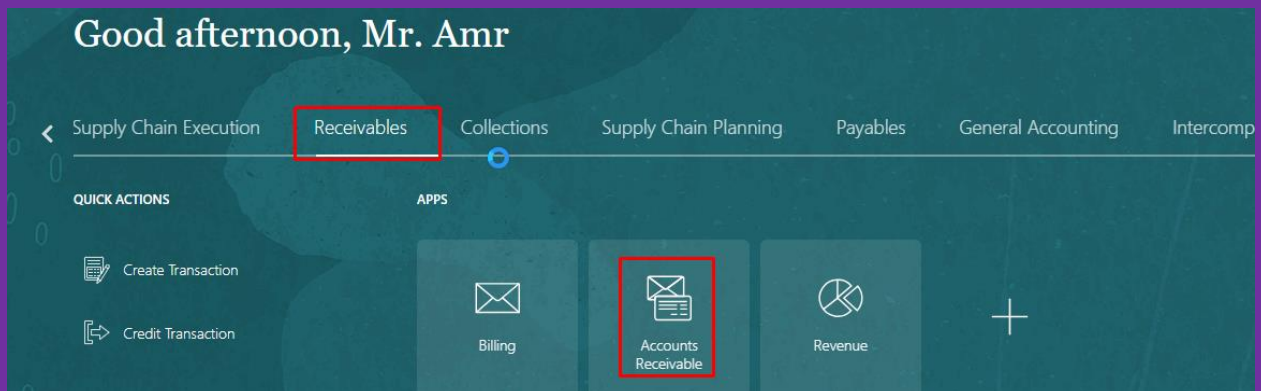 Good afternoon, Mr. Amr
Supply Chain Execution Receivables Collections Supply Chain Planning Payables General Accounting Intercomp
QUICK ACTIONS APPS
Create Transaction
Credit Transaction
Billing
Accounts
Receivable
Revenue